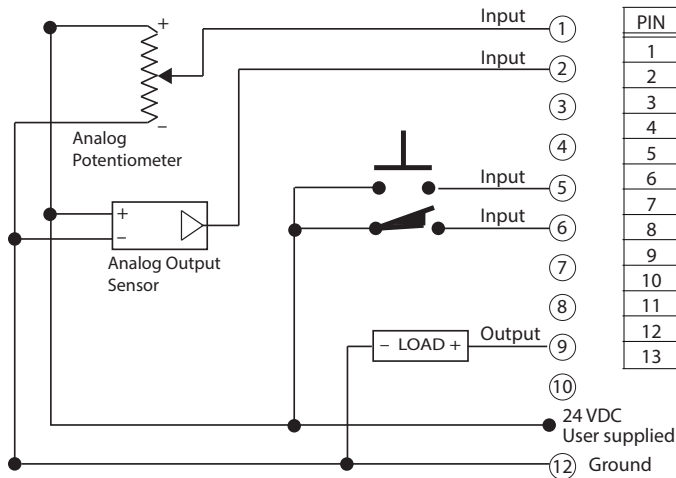 Input
1
Input
2
3
4
+
−
Analog
Potentiometer
+
−
Analog Output
Sensor
Input
5
Input
6
7
8
− LOAD +
Output
9
10
24 VDC
User supplied
12 Ground
PIN
1
2
3
4
5
6
7
8
9
10
11
12
13